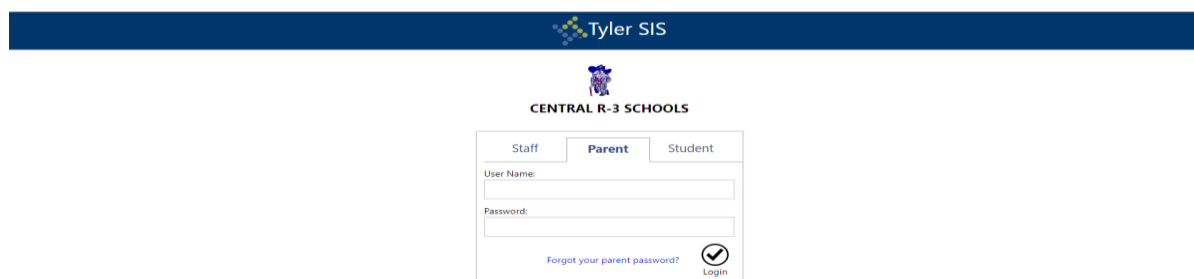 Tyler SIS
CENTRAL R-3 SCHOOLS
Staff Parent Student
User Name:
Password:
Forgot your parent password?
Login